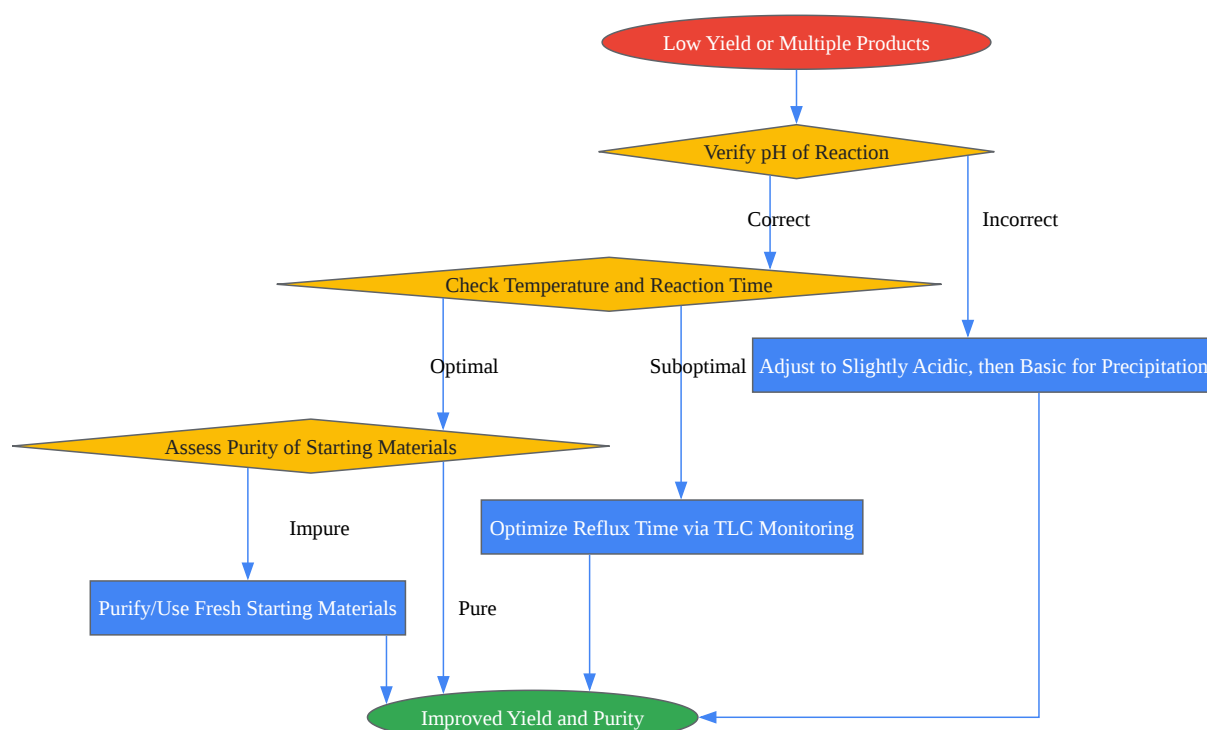 Low Yield or Multiple Products
Verify pH of Reaction
Correct
Incorrect
Check Temperature and Reaction Time
Optimal
Suboptimal
Adjust to Slightly Acidic, then Basic for Precipitation
Assess Purity of Starting Materials
Impure
Optimize Reflux Time via TLC Monitoring
Purify/Use Fresh Starting Materials
Pure
Improved Yield and Purity